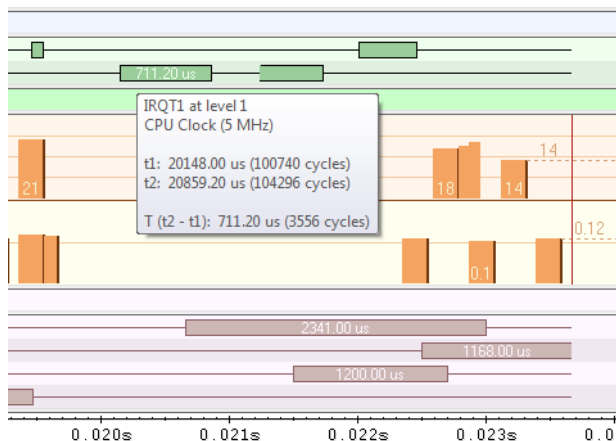 711.20 us
IRQT1 at level 1
CPU Clock (5 MHz)
t1: 20148.00 us (100740 cycles)
t2: 20859.20 us (104296 cycles)
T (t2 - t1): 711.20 us (3556 cycles)
21
18
14
14
0.1
0.12
2341.00 us
1168.00 us
1200.00 us
0.020s 0.021s 0.022s 0.023s 0.0